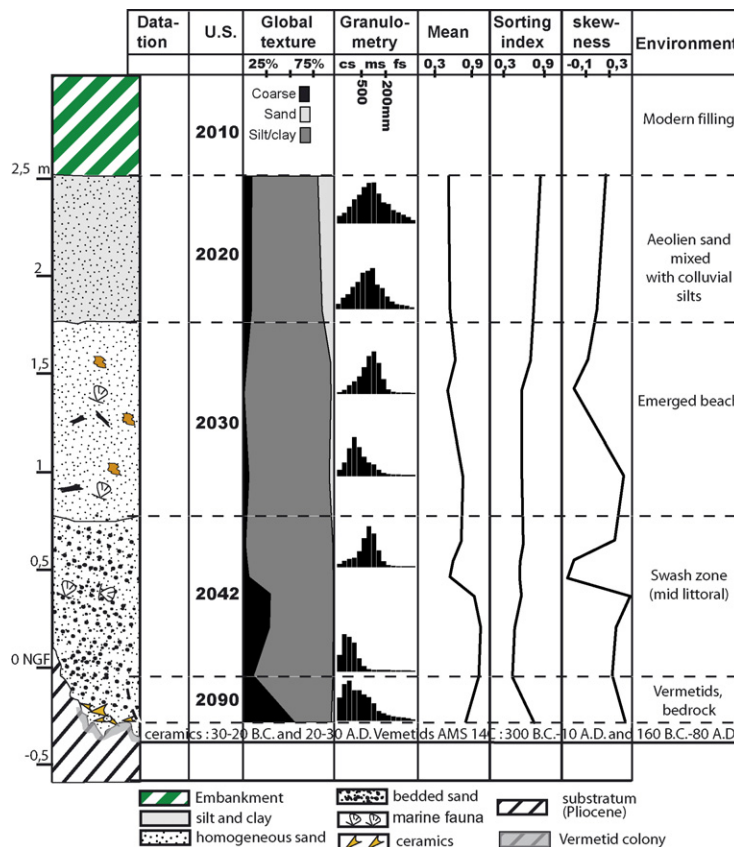 Data-
tion
U.S.
Global
texture
Granulo-
metry
Mean
Sorting
index
skew-
ness
Environment
25% 75%
cs ms fs
0,3 0,9
0,3 0,9
-0,1 0,3
Coarse
Sand
Silt/clay
500
200mm
2010
Modern filling
2,5 m
2020
Aeolien sand
mixed
with colluvial
silts
2
1,5
2030
Emerged beach
1
0,5
2042
Swash zone
(mid littoral)
0 NGF
2090
Vermetids,
bedrock
ceramics :30-20 B.C. and 20-30 A.D. Vemetids AMS 14C :300 B.C.-10 A.D. and 160 B.C.-80 A.D
-0,5
Embankment
silt and clay
homogeneous sand
bedded sand
marine fauna
ceramics
substratum
(Pliocene)
Vermetid colony